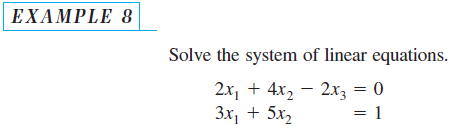 EXAMPLE 8
Solve the system of linear equations.
2x₁ + 4x₂ − 2x₃ = 0
3x₁ + 5x₂ = 1